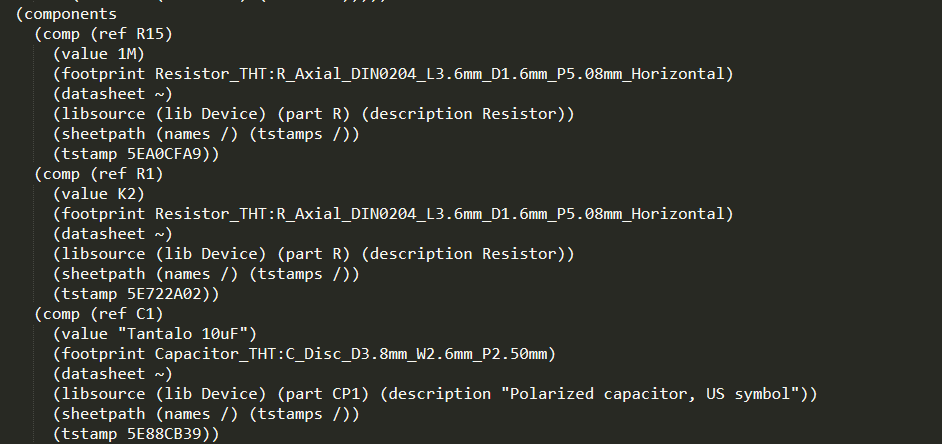 (components
(comp (ref R15)
(value 1M)
(footprint Resistor_THT:R_Axial_DIN0204_L3.6mm_D1.6mm_P5.08mm_Horizontal)
(datasheet ~)
(libsource (lib Device) (part R) (description Resistor))
(sheetpath (names /) (tstamps /))
(tstamp 5EA0CFA9))
(comp (ref R1)
(value K2)
(footprint Resistor_THT:R_Axial_DIN0204_L3.6mm_D1.6mm_P5.08mm_Horizontal)
(datasheet ~)
(libsource (lib Device) (part R) (description Resistor))
(sheetpath (names /) (tstamps /))
(tstamp 5E722A02))
(comp (ref C1)
(value "Tantalo 10uF")
(footprint Capacitor_THT:C_Disc_D3.8mm_W2.6mm_P2.50mm)
(datasheet ~)
(libsource (lib Device) (part CP1) (description "Polarized capacitor, US symbol"))
(sheetpath (names /) (tstamps /))
(tstamp 5E88CB39))